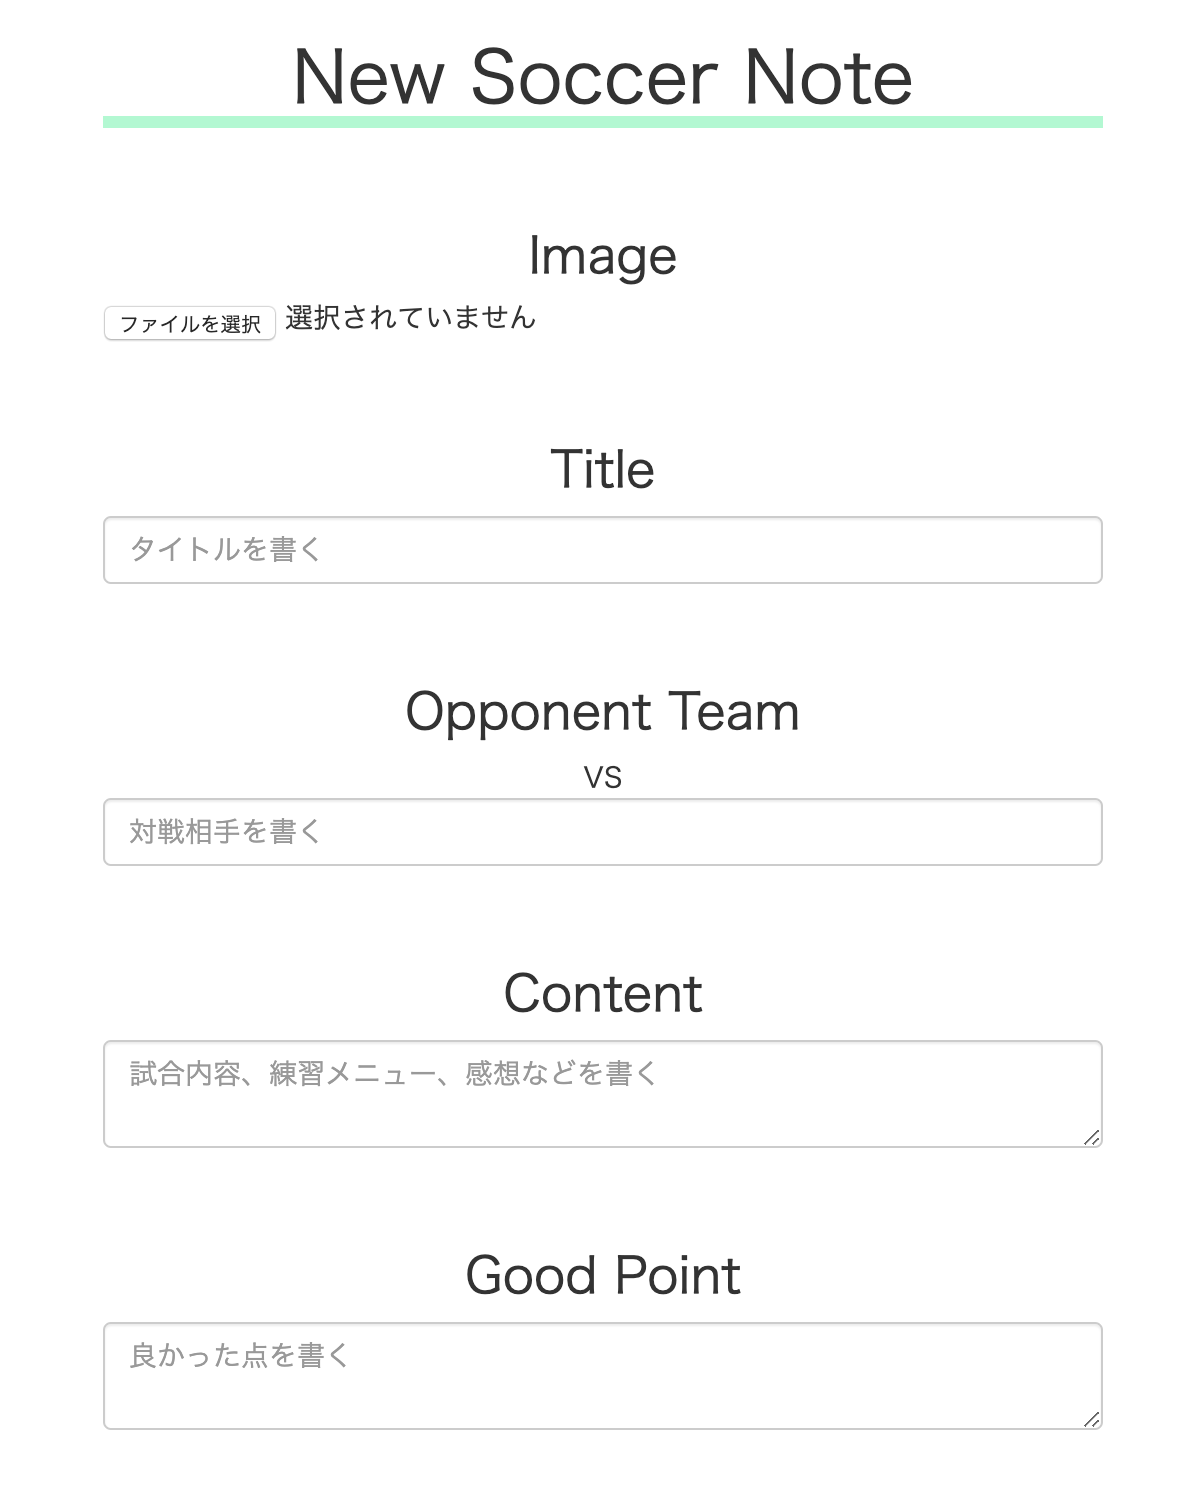 New Soccer Note
Image
ファイルを選択 選択されていません
Title
タイトルを書く
Opponent Team
VS
対戦相手を書く
Content
試合内容、練習メニュー、感想などを書く
Good Point
良かった点を書く